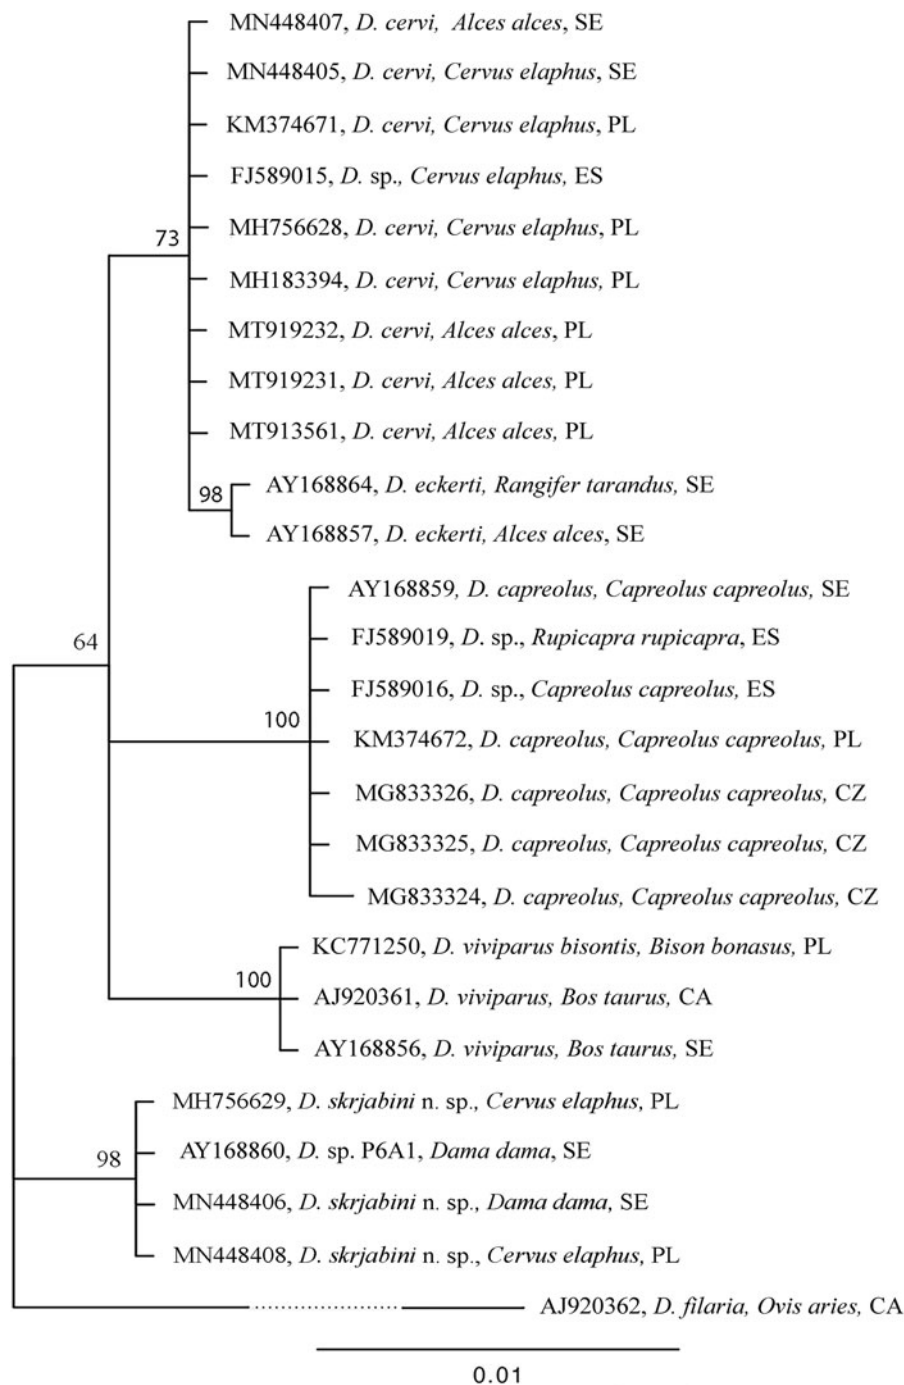 MN448407, D. cervi, Alces alces, SE
MN448405, D. cervi, Cervus elaphus, SE
KM374671, D. cervi, Cervus elaphus, PL
FJ589015, D. sp., Cervus elaphus, ES
73
MH756628, D. cervi, Cervus elaphus, PL
MH183394, D. cervi, Cervus elaphus, PL
MT919232, D. cervi, Alces alces, PL
MT919231, D. cervi, Alces alces, PL
MT913561, D. cervi, Alces alces, PL
98
AY168864, D. eckerti, Rangifer tarandus, SE
AY168857, D. eckerti, Alces alces, SE
AY168859, D. capreolus, Capreolus capreolus, SE
64
FJ589019, D. sp., Rupicapra rupicapra, ES
FJ589016, D. sp., Capreolus capreolus, ES
100
KM374672, D. capreolus, Capreolus capreolus, PL
MG833326, D. capreolus, Capreolus capreolus, CZ
MG833325, D. capreolus, Capreolus capreolus, CZ
MG833324, D. capreolus, Capreolus capreolus, CZ
KC771250, D. viviparus bisontis, Bison bonasus, PL
100
AJ920361, D. viviparus, Bos taurus, CA
AY168856, D. viviparus, Bos taurus, SE
MH756629, D. skrjabini n. sp., Cervus elaphus, PL
98
AY168860, D. sp. P6A1, Dama dama, SE
MN448406, D. skrjabini n. sp., Dama dama, SE
MN448408, D. skrjabini n. sp., Cervus elaphus, PL
AJ920362, D. filaria, Ovis aries, CA
0.01